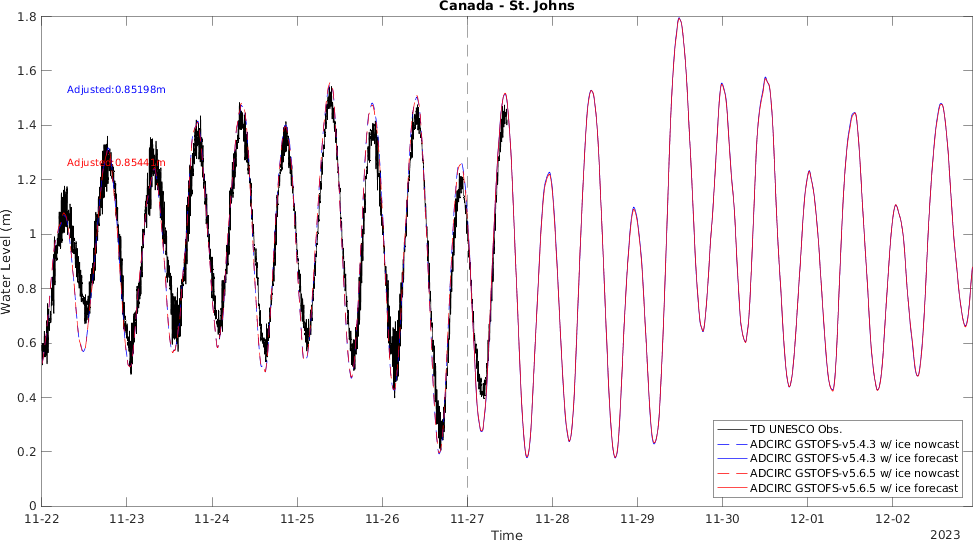 Canada - St. Johns
1.8
1.6
1.4
1.2
1
0.8
0.6
0.4
0.2
0
Water Level (m)
Adjusted:0.85198m
TD UNESCO Obs.
ADCIRC GSTOFS-v5.4.3 w/ ice nowcast
ADCIRC GSTOFS-v5.4.3 w/ ice forecast
ADCIRC GSTOFS-v5.6.5 w/ ice nowcast
ADCIRC GSTOFS-v5.6.5 w/ ice forecast
11-22 11-23 11-24 11-25 11-26 11-27 11-28 11-29 11-30 12-01 12-02
Time
2023